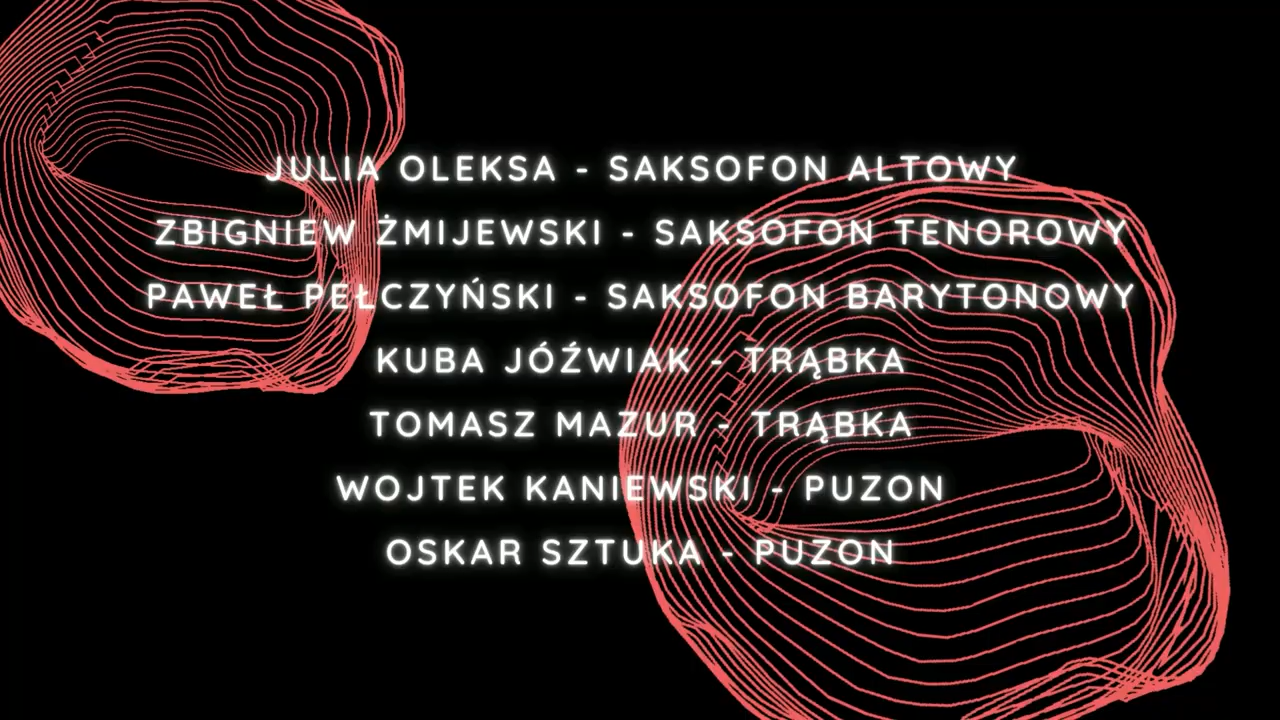 JULIA OLEKSA - SAKSOFON ALTOWY
ZBIGNIEW ŻMIJEWSKI - SAKSOFON TENOROWY
PAWEŁ PEŁCZYŃSKI - SAKSOFON BARYTONOWY
KUBA JÓŹWIAK - TRĄBKA
TOMASZ MAZUR - TRĄBKA
WOJTEK KANIEWSKI - PUZON
OSKAR SZTUKA - PUZON